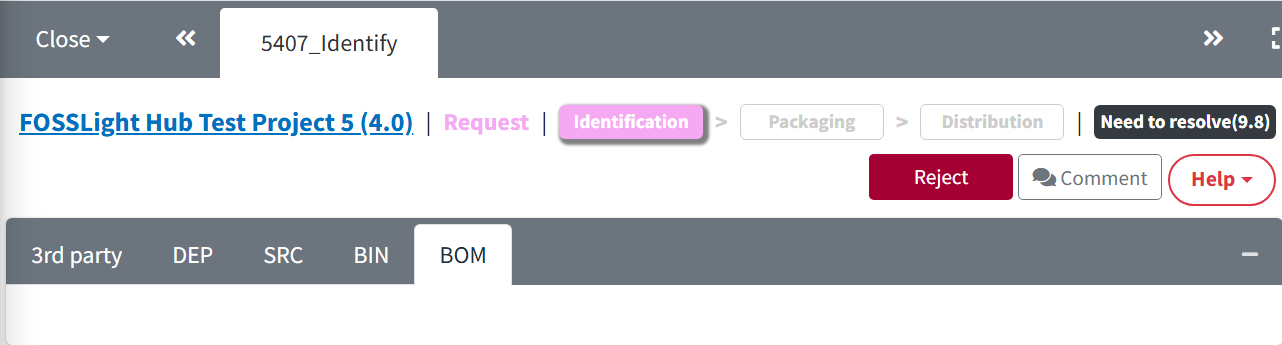 Close 5407_Identify
FOSSLight Hub Test Project 5 (4.0) | Request | Identification > Packaging > Distribution | Need to resolve(9.8)
Reject Comment Help
3rd party DEP SRC BIN BOM